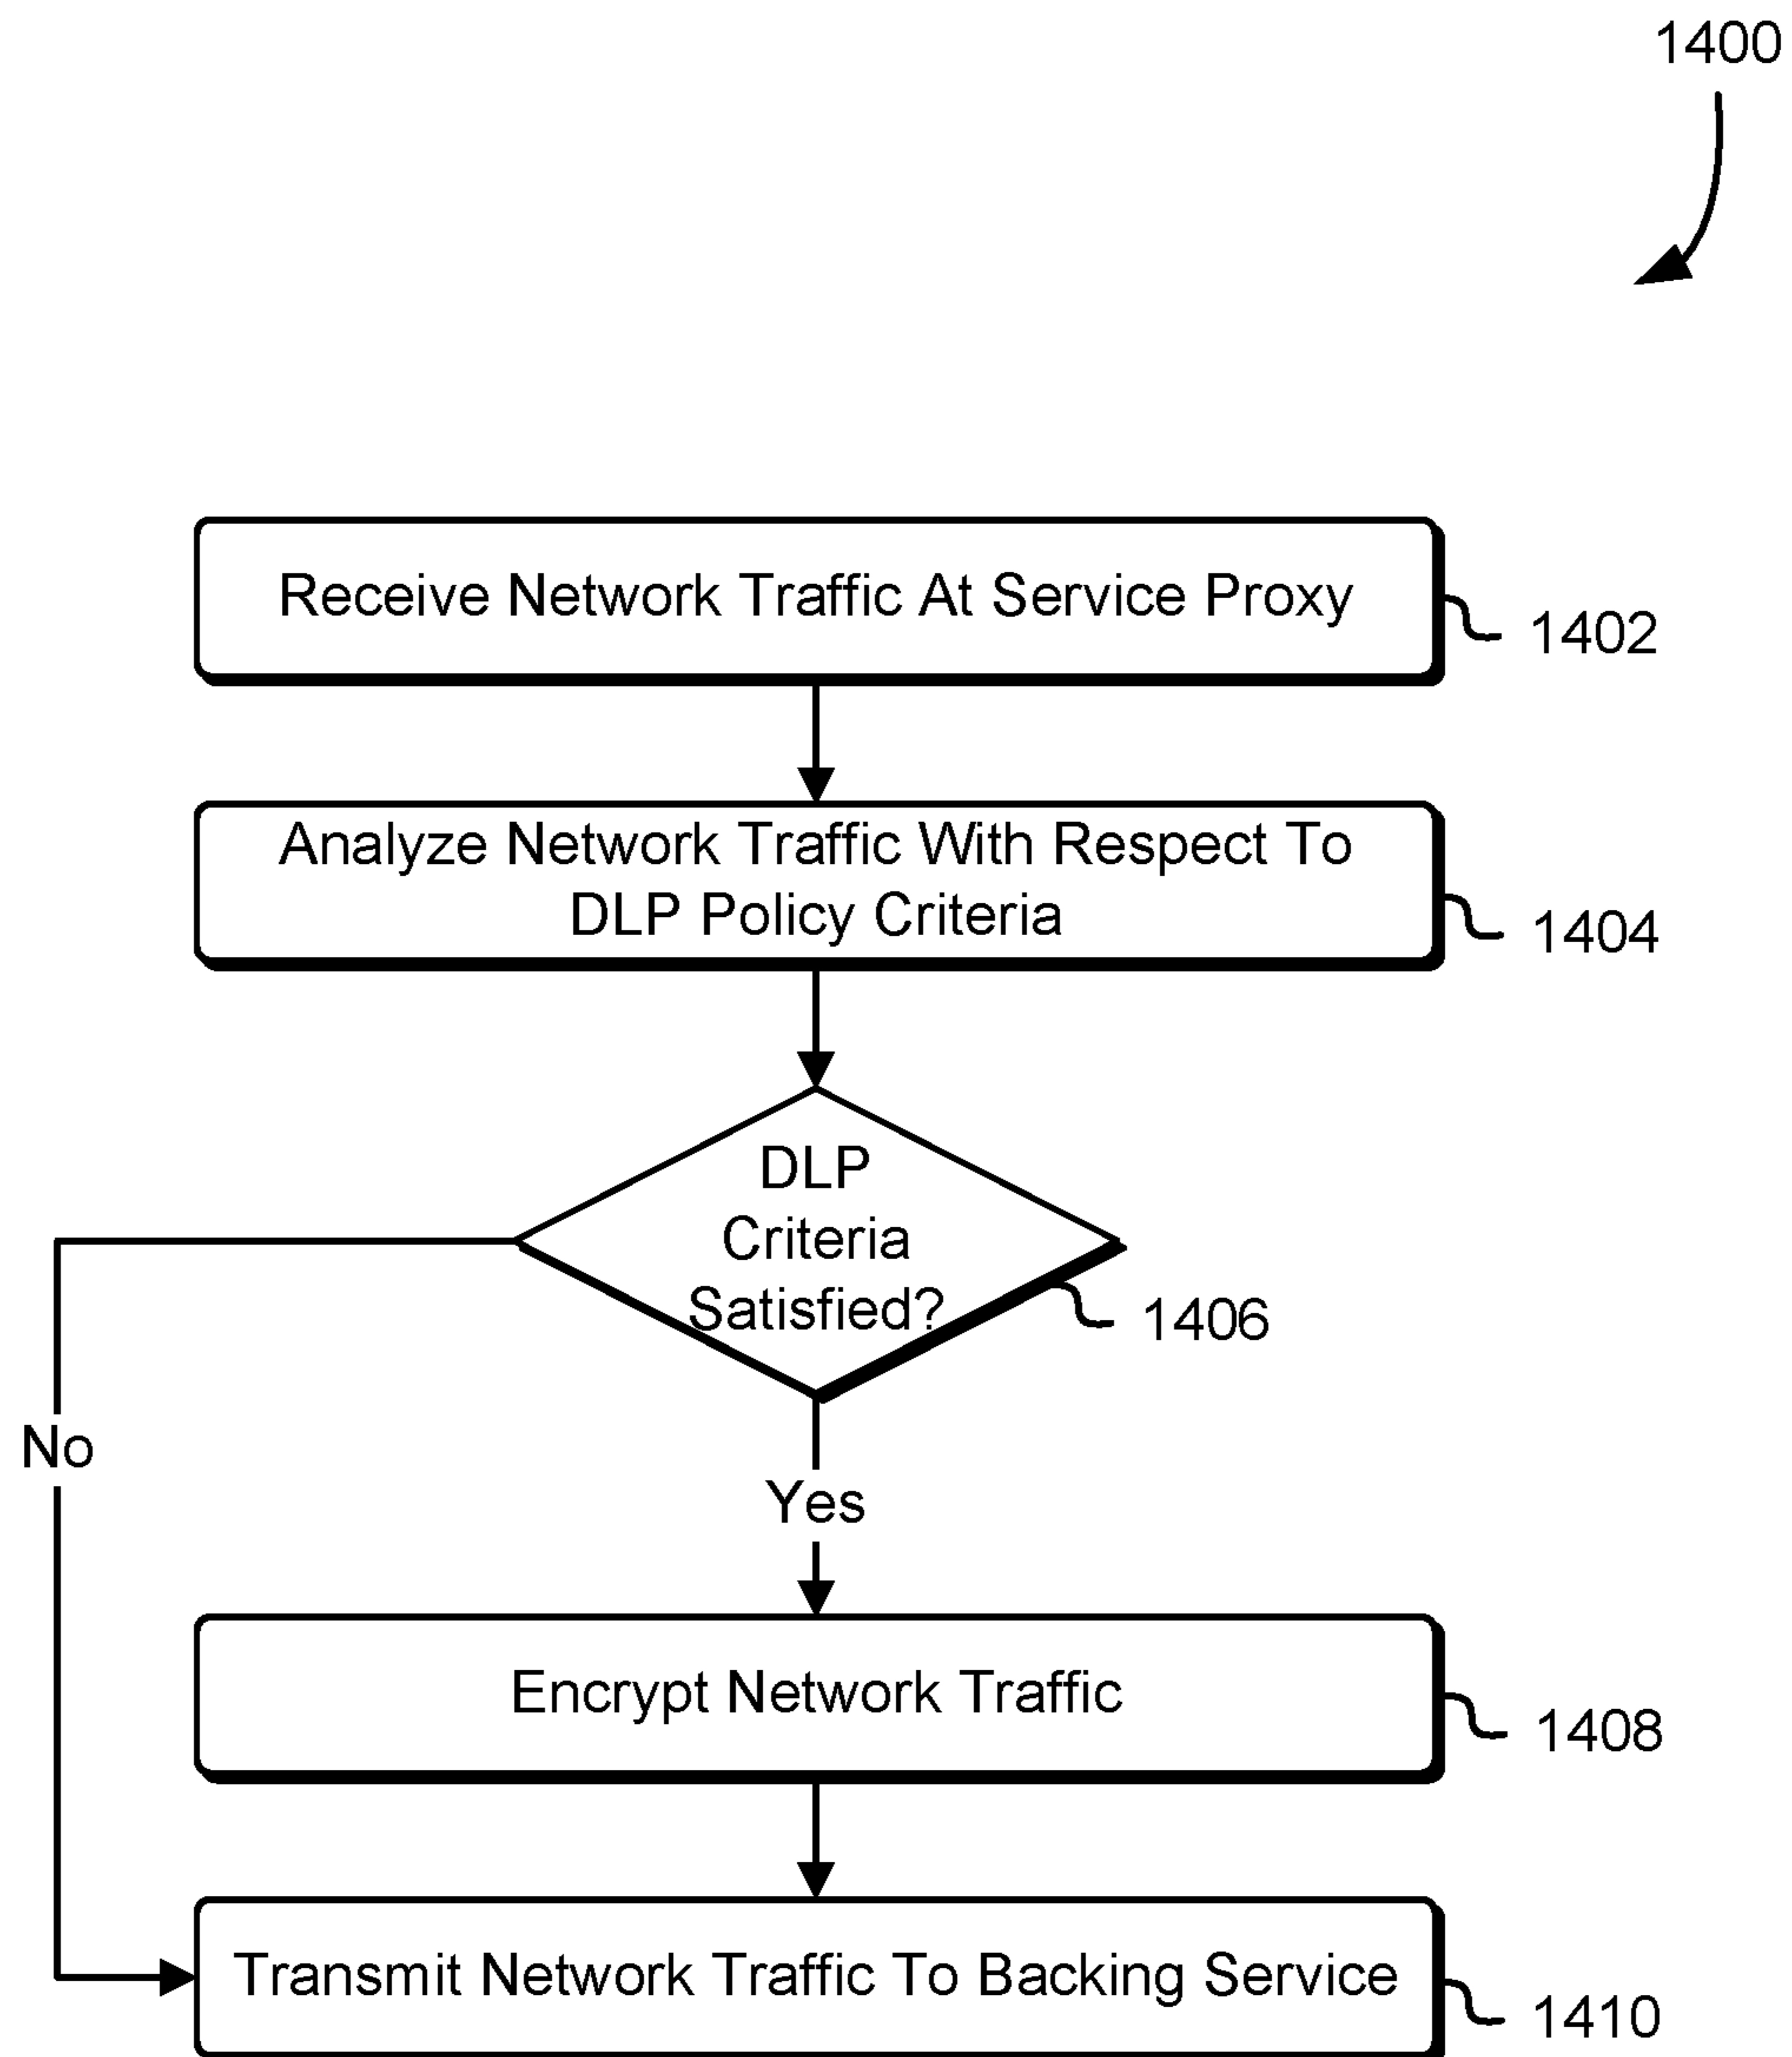 1400
Receive Network Traffic At Service Proxy
1402
Analyze Network Traffic With Respect To
DLP Policy Criteria
1404
DLP
Criteria
Satisfied?
1406
No
Yes
Encrypt Network Traffic
1408
Transmit Network Traffic To Backing Service
1410